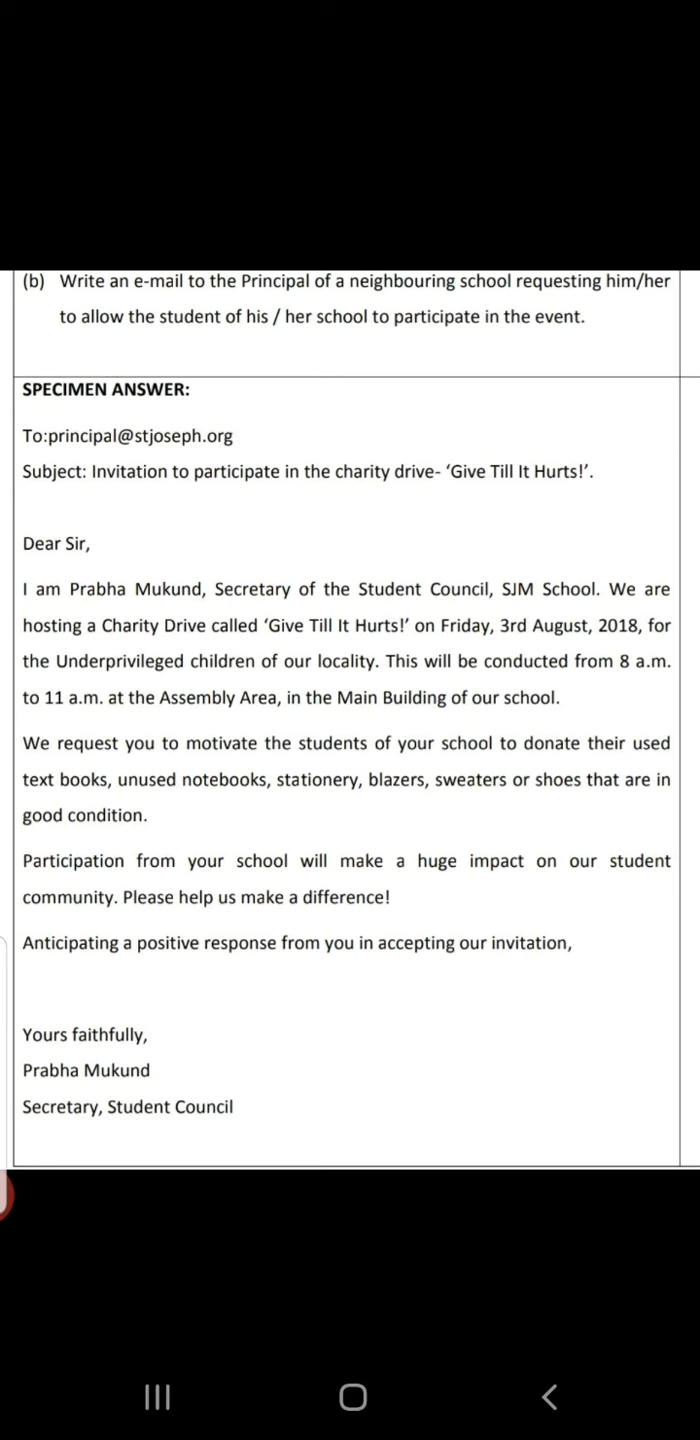 (b) Write an e-mail to the Principal of a neighbouring school requesting him/her
to allow the student of his / her school to participate in the event.
SPECIMEN ANSWER:
To:principal@stjoseph.org
Subject: Invitation to participate in the charity drive- ‘Give Till It Hurts!’.
Dear Sir,
I am Prabha Mukund, Secretary of the Student Council, SJM School. We are
hosting a Charity Drive called ‘Give Till It Hurts!’ on Friday, 3rd August, 2018, for
the Underprivileged children of our locality. This will be conducted from 8 a.m.
to 11 a.m. at the Assembly Area, in the Main Building of our school.
We request you to motivate the students of your school to donate their used
text books, unused notebooks, stationery, blazers, sweaters or shoes that are in
good condition.
Participation from your school will make a huge impact on our student
community. Please help us make a difference!
Anticipating a positive response from you in accepting our invitation,
Yours faithfully,
Prabha Mukund
Secretary, Student Council